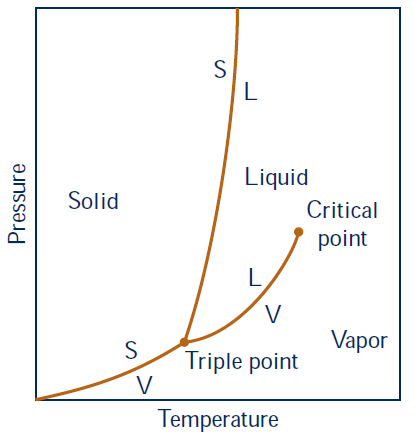 S
L
Liquid
Solid
Critical
point
L
V
Vapor
S
Triple point
V
Pressure
Temperature